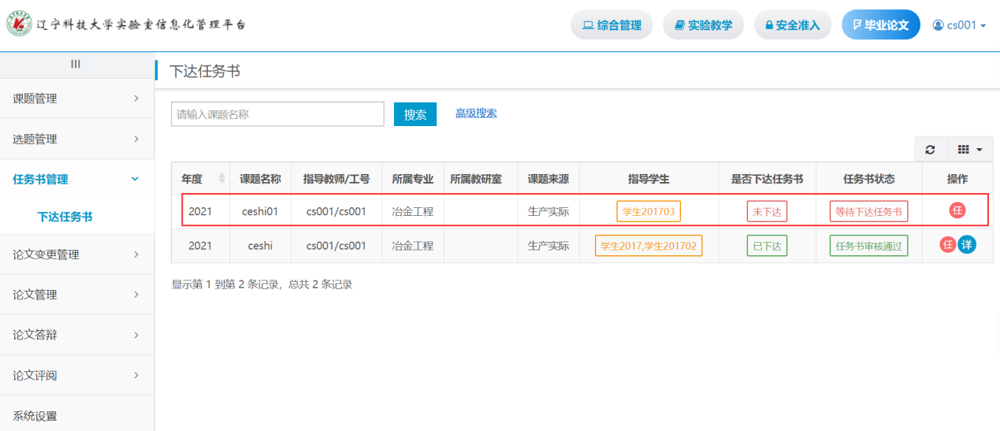 辽宁科技大学实验室信息化管理平台
综合管理
实验教学
安全准入
毕业论文
cs001
课题管理
选题管理
任务书管理
下达任务书
论文变更管理
论文管理
论文答辩
论文评阅
系统设置
下达任务书
请输入课题名称 搜索 高级搜索
年度 课题名称 指导教师/工号 所属专业 所属教研室 课题来源 指导学生 是否下达任务书 任务书状态 操作
2021 ceshi01 cs001/cs001 冶金工程 生产实际 学生201703 未下达 等待下达任务书 任
2021 ceshi cs001/cs001 冶金工程 生产实际 学生2017,学生201702 已下达 任务书审核通过 任 详
显示第 1 到第 2 条记录，总共 2 条记录